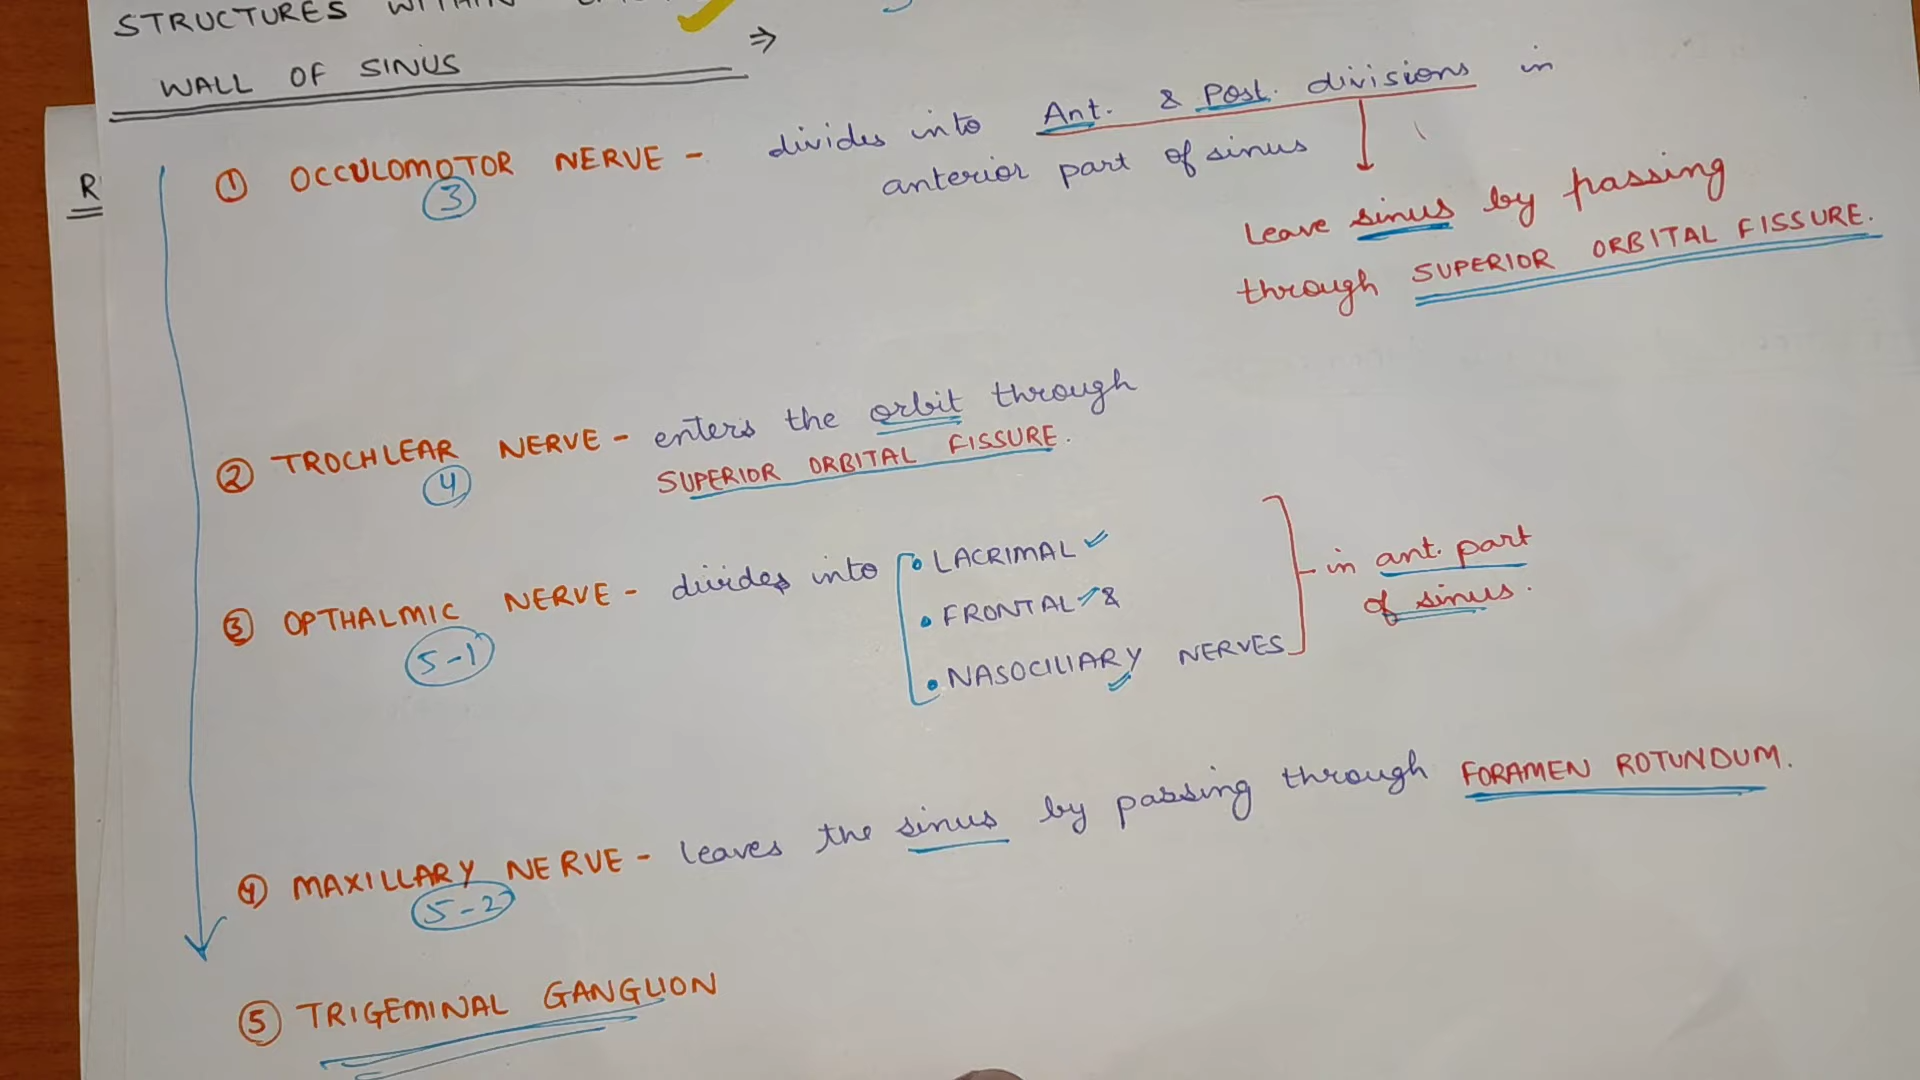 STRUCTURES WITHIN
WALL OF SINUS ⇒
① OCCULOMOTOR NERVE - divides into Ant. & Post. divisions in
③
anterior part of sinus
Leave sinus by passing
through SUPERIOR ORBITAL FISSURE.
R
② TROCHLEAR NERVE - enters the orbit through
④
SUPERIOR ORBITAL FISSURE.
③ OPTHALMIC NERVE - divides into • LACRIMAL
5-1
• FRONTAL &
• NASOCILIARY NERVES
in ant. part
of sinus.
④ MAXILLARY NERVE - leaves the sinus by passing through FORAMEN ROTUNDUM.
5-2
⑤ TRIGEMINAL GANGLION